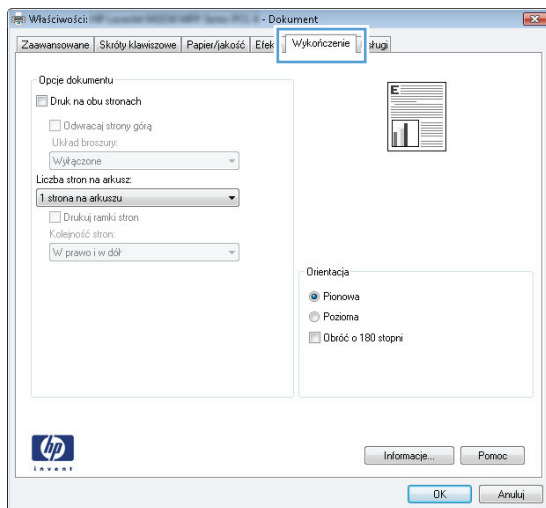 Właściwości: - Dokument
Zaawansowane Skróty klawiszowe Papier/jakość Efek Wykończenie sługi
Opcje dokumentu
Druk na obu stronach
Odwracaj strony górą
Układ broszury:
Wyłączone
Liczba stron na arkusz:
1 strona na arkuszu
Drukuj ramki stron
Kolejność stron:
W prawo i w dół
E
Orientacja
Pionowa
Pozioma
Obróć o 180 stopni
hp
invent
Informacje... Pomoc
OK Anuluj